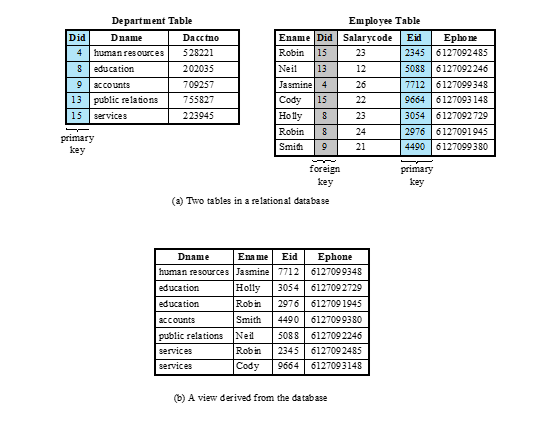 Department Table
Did Dname Dacctno
4 human resources 528221
8 education 202035
9 accounts 709257
13 public relations 755827
15 services 223945
primary key
Employee Table
Ename Did Salarycode Eid Ephone
Robin 15 23 2345 6127092485
Neil 13 12 5088 6127092246
Jasmine 4 26 7712 6127099348
Cody 15 22 9664 6127093148
Holly 8 23 3054 6127092729
Robin 8 24 2976 6127091945
Smith 9 21 4490 6127099380
foreign key
primary key
(a) Two tables in a relational database
Dname Ename Eid Ephone
human resources Jasmine 7712 6127099348
education Holly 3054 6127092729
education Robin 2976 6127091945
accounts Smith 4490 6127099380
public relations Neil 5088 6127092246
services Robin 2345 6127092485
services Cody 9664 6127093148
(b) A view derived from the database